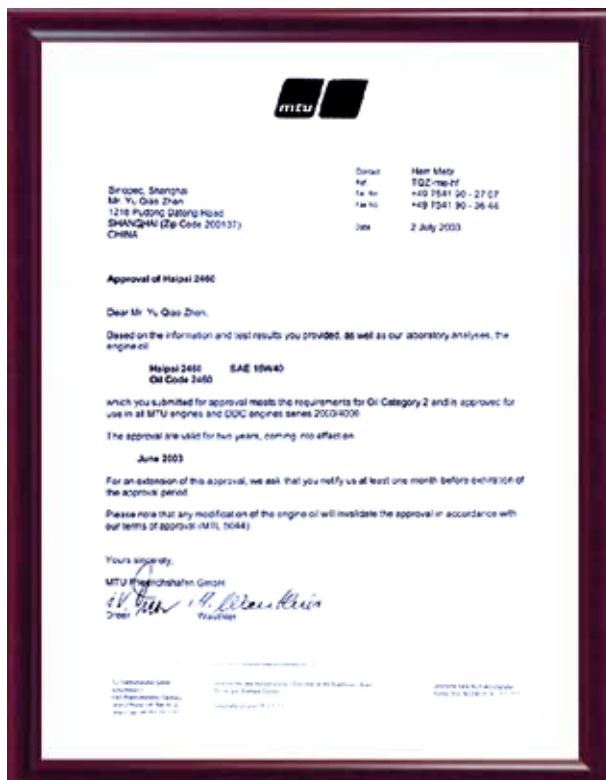 mtu
Contact Herr Metz
Ref. TQZ-me-hf
+49 7541 90 - 27 07
Fax No. +49 7541 90 - 36 44
Date 2 July 2003
Sinopec, Shanghai
Mr. Yu Qiao Zhen
1218 Pudong Datong Road
SHANGHAI (Zip Code 200137)
CHINA
Approval of Haipai 2460
Dear Mr. Yu Qiao Zhen,
Based on the information and test results you provided, as well as our laboratory analyses, the
engine oil
Haipai 2460 SAE 15W40
Oil Code 2460
which you submitted for approval meets the requirements for Oil Category 2 and is approved for
use in all MTU engines and DDC engines series 2000/4000
The approval are valid for two years, coming into affection
June 2003
For an extension of this approval, we ask that you notify us at least one month before expiration of
the approval period.
Please note that any modification of the engine oil will invalidate the approval in accordance with
our terms of approval (MTL 5044)
Yours sincerely,
MTU Friedrichshafen GmbH